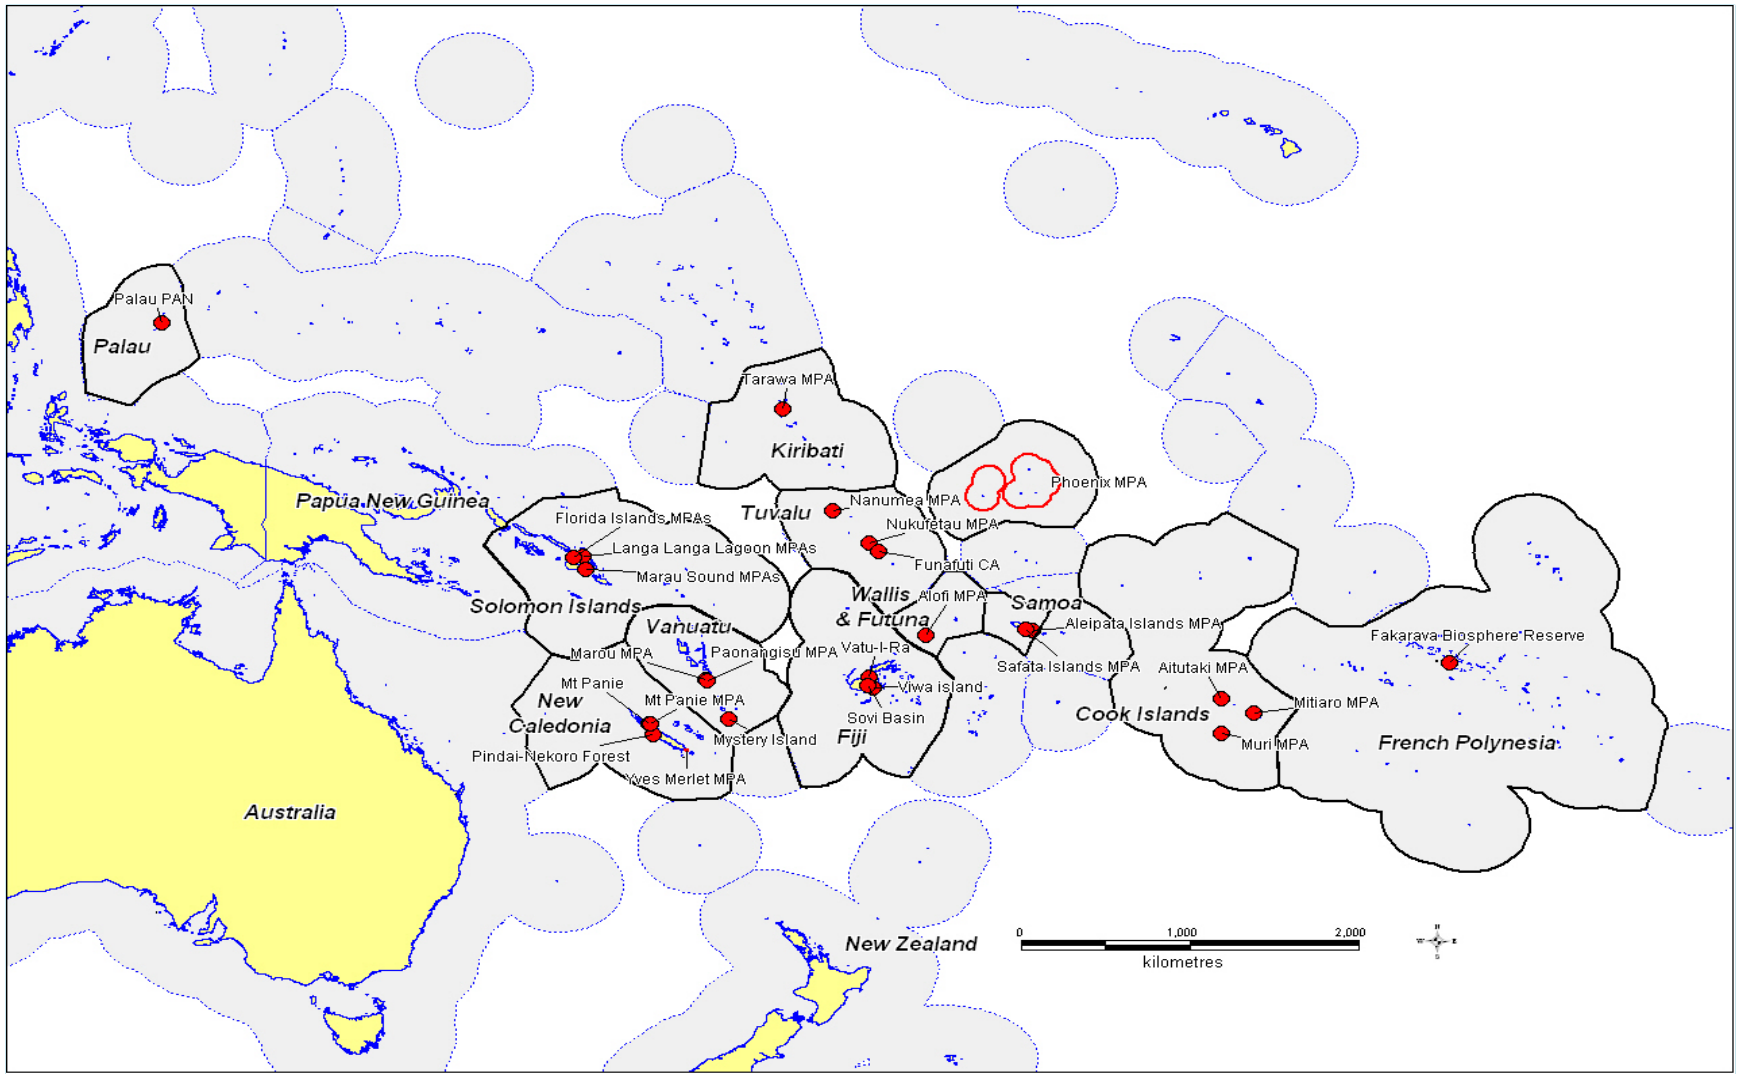 Palau PAN
Palau
Tarawa MPA
Kiribati
Phoenix MPA
Papua New Guinea
Nanumea MPA
Tuvalu
Florida Islands MPAs
Nukufetau MPA
Langa Langa Lagoon MPAs
Funafuti CA
Marau Sound MPAs
Wallis
& Futuna
Alofi MPA
Samoa
Solomon Islands
Aleipata Islands MPA
Vanuatu
Fakarava Biosphere Reserve
Marou MPA
Paonangisu MPA
Vatu-I-Ra
Safata Islands MPA
Aitutaki MPA
Mt Panie
Viwa island
New
Caledonia
Mt Panie MPA
Mitiaro MPA
Sovi Basin
Cook Islands
Fiji
Mystery Island
Muri MPA
French Polynesia
Pindai-Nekoro Forest
Yves Merlet MPA
Australia
New Zealand
0 1,000 2,000
kilometres
N
W E
S